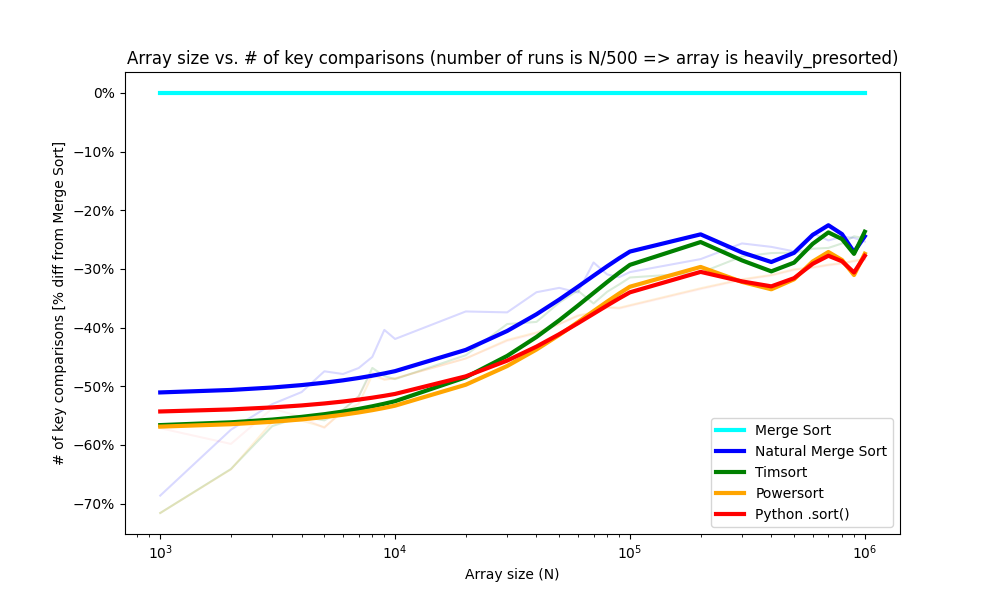 Array size vs. # of key comparisons (number of runs is N/500 => array is heavily_presorted)
# of key comparisons [% diff from Merge Sort]
0%
−10%
−20%
−30%
−40%
−50%
−60%
−70%
Merge Sort
Natural Merge Sort
Timsort
Powersort
Python .sort()
10³ 10⁴ 10⁵ 10⁶
Array size (N)